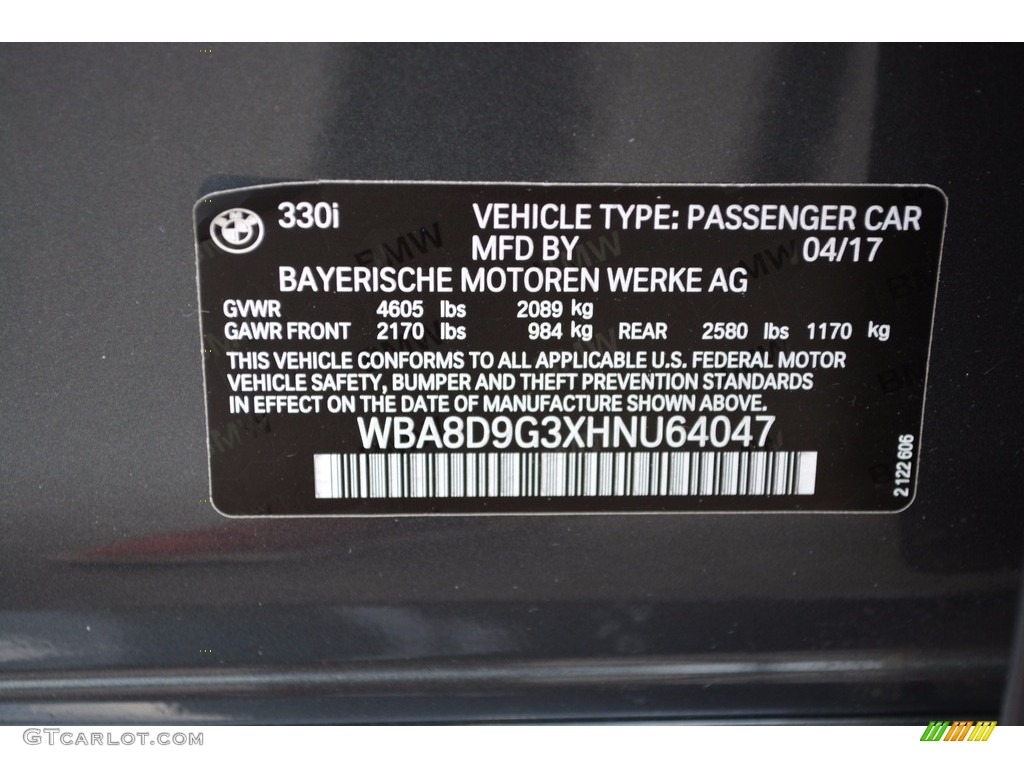 330i VEHICLE TYPE: PASSENGER CAR
MFD BY 04/17
BAYERISCHE MOTOREN WERKE AG
GVWR 4605 lbs 2089 kg
GAWR FRONT 2170 lbs 984 kg REAR 2580 lbs 1170 kg
THIS VEHICLE CONFORMS TO ALL APPLICABLE U.S. FEDERAL MOTOR
VEHICLE SAFETY, BUMPER AND THEFT PREVENTION STANDARDS
IN EFFECT ON THE DATE OF MANUFACTURE SHOWN ABOVE.
WBA8D9G3XHNU64047
2122606
GTcarlot.com